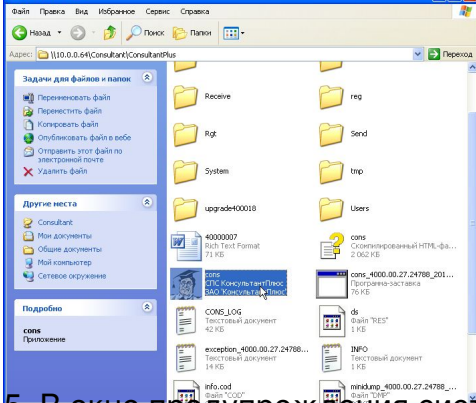 Файл Правка Вид Избранное Сервис Справка
Назад Поиск Папки
Адрес: \\10.0.0.64\Consultant\ConsultantPlus Переход
Задачи для файлов и папок
Переименовать файл
Переместить файл
Копировать файл
Опубликовать файл в вебе
Отправить этот файл по
электронной почте
Удалить файл
Другие места
Consultant
Мои документы
Общие документы
Мой компьютер
Сетевое окружение
Подробно
cons
Приложение
Receive
reg
Rgt
Send
System
tmp
upgrade400018
Users
40000007
Rich Text Format
71 КБ
cons
Скомпилированный HTML-фа...
2 062 КБ
cons
СПС КонсультантПлюс
ЗАО "КонсультантПлюс"
cons_4000.00.27.24788_201...
Программа-заставка
76 КБ
CONS_LOG
Текстовый документ
42 КБ
ds
Файл "RES"
1 КБ
exception_4000.00.27.24788...
Текстовый документ
14 КБ
INFO
Текстовый документ
1 КБ
info.cod
Файл "COD"
minidump_4000.00.27.24788_...
Файл "DMP"
5. В окне предупреждения сис